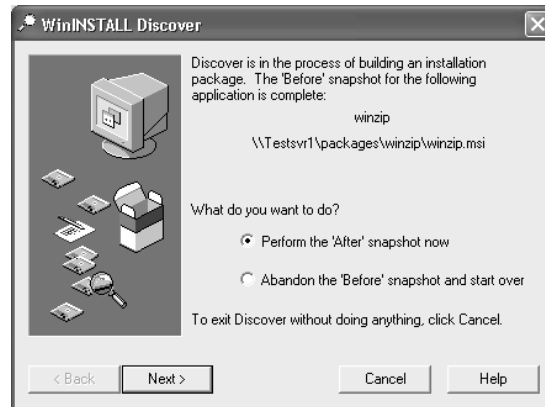 WinINSTALL Discover
Discover is in the process of building an installation
package. The 'Before' snapshot for the following
application is complete:
winzip
\\Testsvr1\packages\winzip\winzip.msi
What do you want to do?
Perform the 'After' snapshot now
Abandon the 'Before' snapshot and start over
To exit Discover without doing anything, click Cancel.
< Back
Next >
Cancel
Help